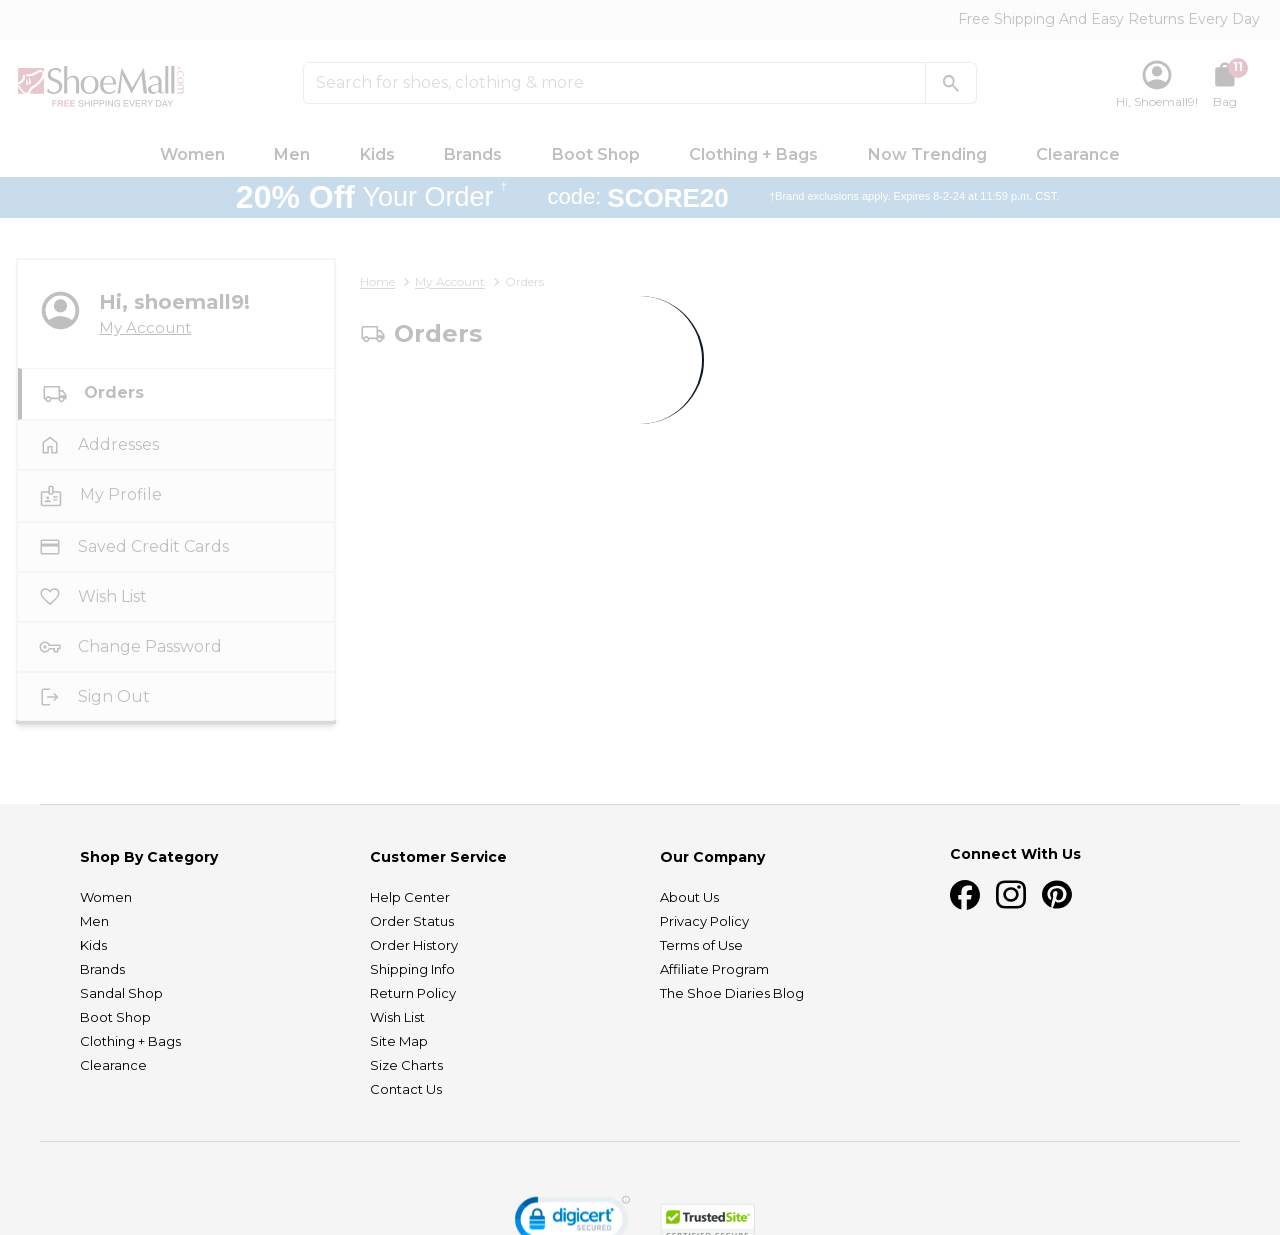 Free Shipping And Easy Returns Every Day
ShoeMall.com
FREE SHIPPING EVERY DAY
Search for shoes, clothing & more
Hi, Shoemall9!
11
Bag
Women Men Kids Brands Boot Shop Clothing + Bags Now Trending Clearance
20% Off Your Order † code: SCORE20 †Brand exclusions apply. Expires 8-2-24 at 11:59 p.m. CST.
Hi, shoemall9!
My Account
Orders
Addresses
My Profile
Saved Credit Cards
Wish List
Change Password
Sign Out
Home My Account Orders
Orders
Shop By Category
Women
Men
Kids
Brands
Sandal Shop
Boot Shop
Clothing + Bags
Clearance
Customer Service
Help Center
Order Status
Order History
Shipping Info
Return Policy
Wish List
Site Map
Size Charts
Contact Us
Our Company
About Us
Privacy Policy
Terms of Use
Affiliate Program
The Shoe Diaries Blog
Connect With Us
digicert
SECURED
TrustedSite
CERTIFIED SECURE